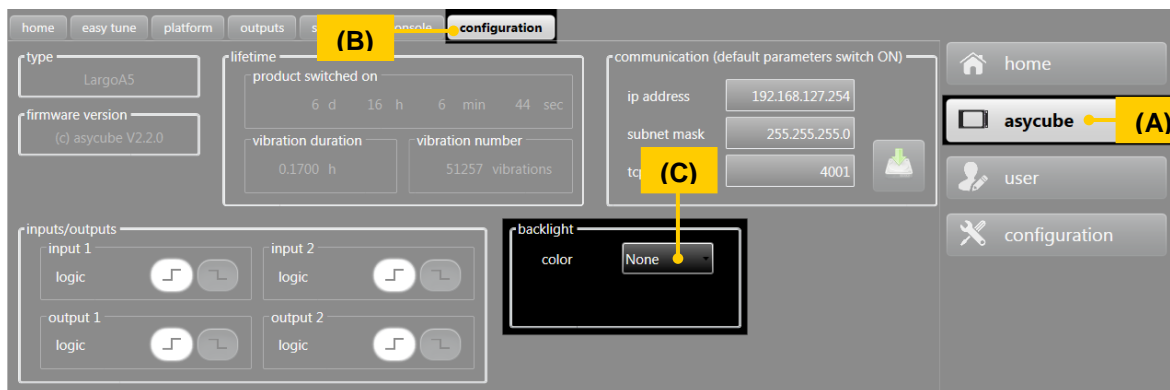 home easy tune platform outputs s onsole configuration
(B)
type
LargoA5
firmware version
(c) asycube V2.2.0
lifetime
product switched on
6 d 16 h 6 min 44 sec
vibration duration
0.1700 h
vibration number
51257 vibrations
communication (default parameters switch ON)
ip address 192.168.127.254
subnet mask 255.255.255.0
tcp 4001
(C)
inputs/outputs
input 1
logic
input 2
logic
output 1
logic
output 2
logic
backlight
color None
home
asycube (A)
user
configuration